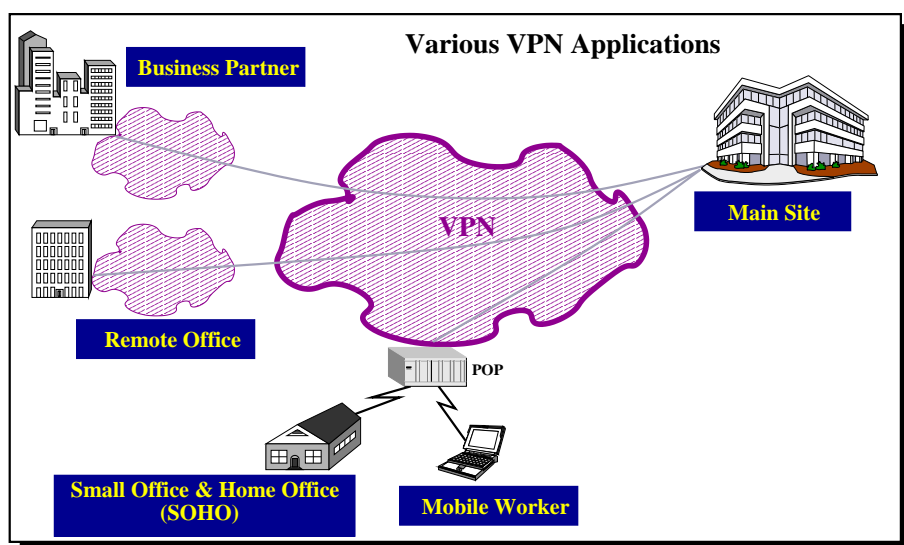 Various VPN Applications
Business Partner
Main Site
VPN
Remote Office
POP
Small Office & Home Office
(SOHO)
Mobile Worker